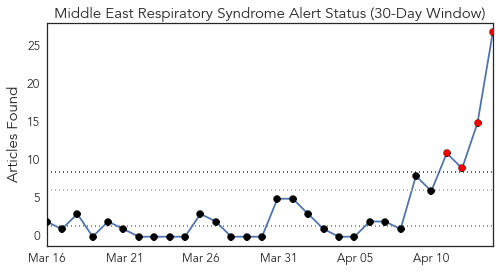 Middle East Respiratory Syndrome Alert Status (30-Day Window)
Articles Found
25
20
15
10
5
0
Mar 16 Mar 21 Mar 26 Mar 31 Apr 05 Apr 10